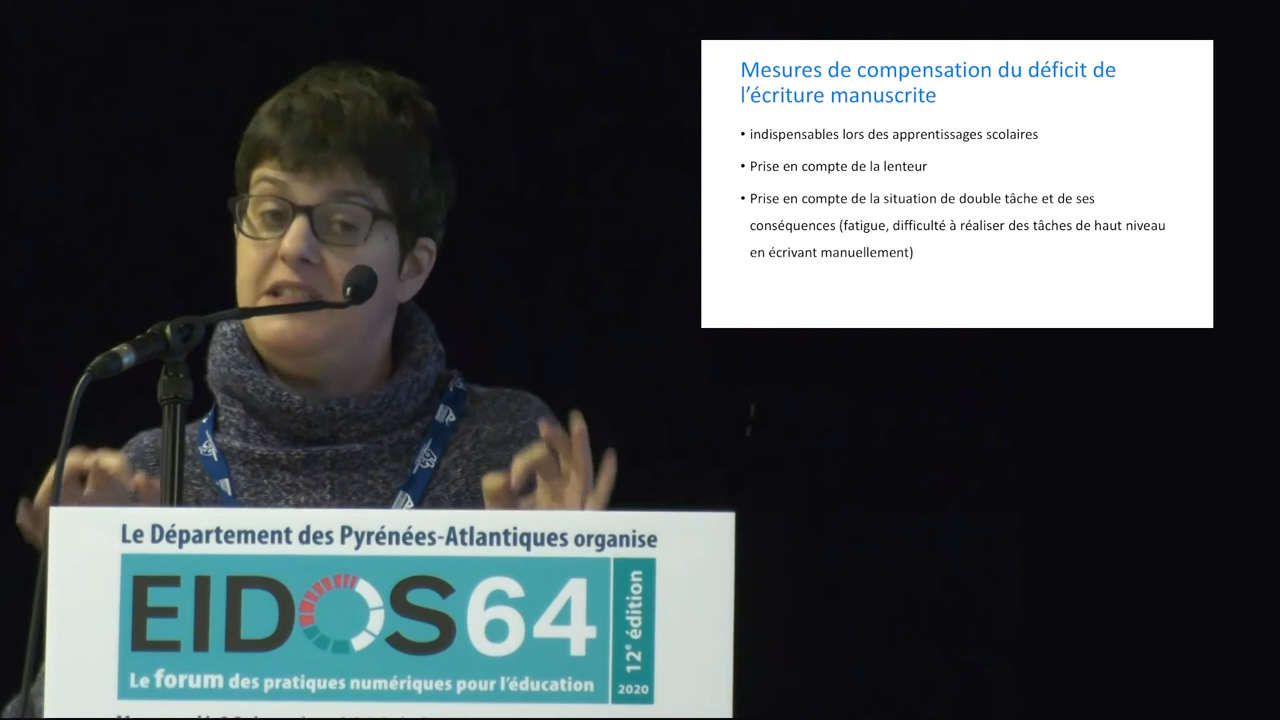 Mesures de compensation du déficit de
l'écriture manuscrite
• indispensables lors des apprentissages scolaires
• Prise en compte de la lenteur
• Prise en compte de la situation de double tâche et de ses
conséquences (fatigue, difficulté à réaliser des tâches de haut niveau
en écrivant manuellement)
Le Département des Pyrénées-Atlantiques organise
EIDOS64
12e édition
2020
Le forum des pratiques numériques pour l'éducation